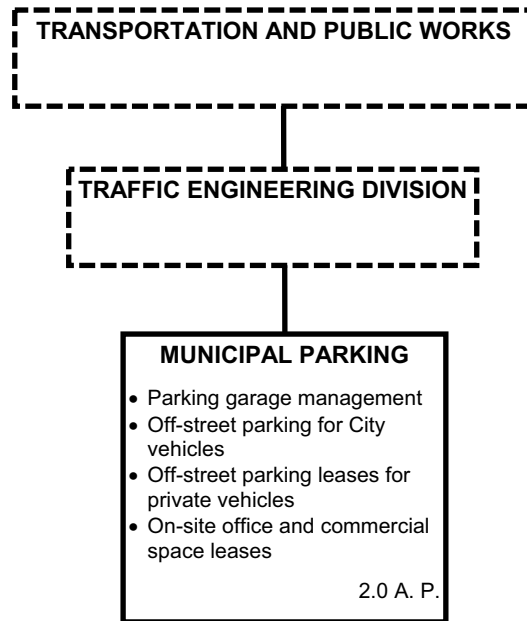 TRANSPORTATION AND PUBLIC WORKS
TRAFFIC ENGINEERING DIVISION
MUNICIPAL PARKING
• Parking garage management
• Off-street parking for City
vehicles
• Off-street parking leases for
private vehicles
• On-site office and commercial
space leases
2.0 A. P.